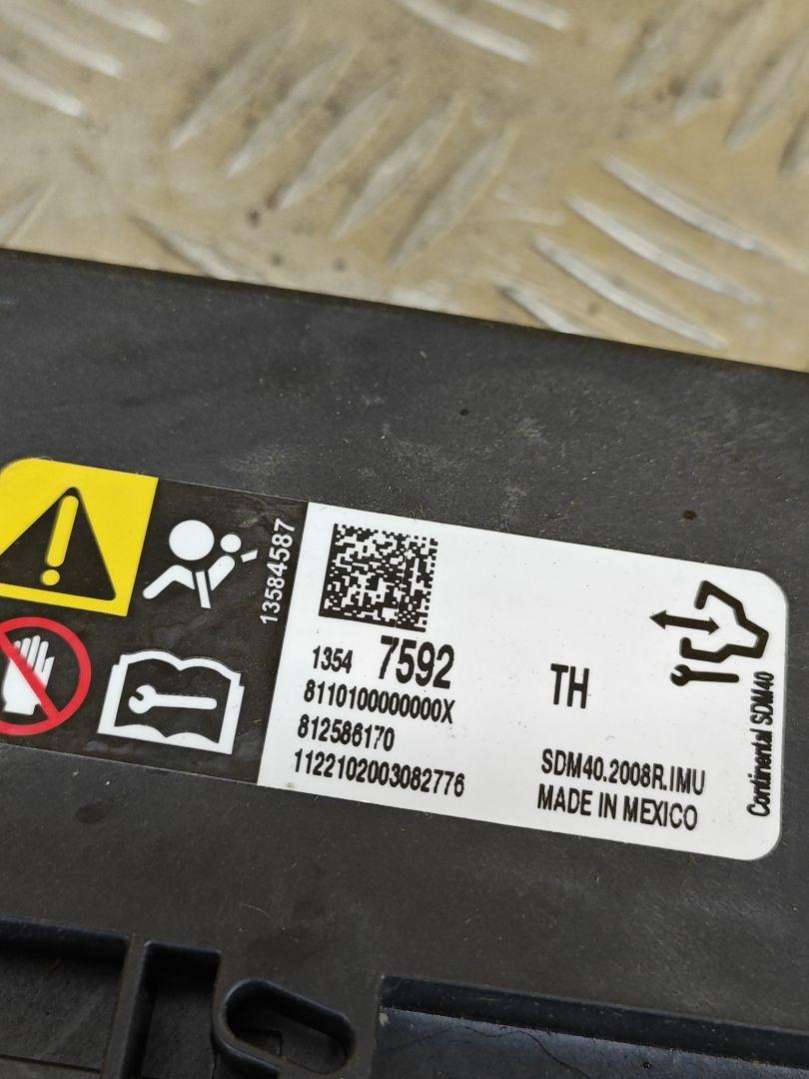 13584587
1354 7592
8110100000000X
812586170
1122102003082776
TH
SDM40.2008R.IMU
MADE IN MEXICO
Continental SDM40